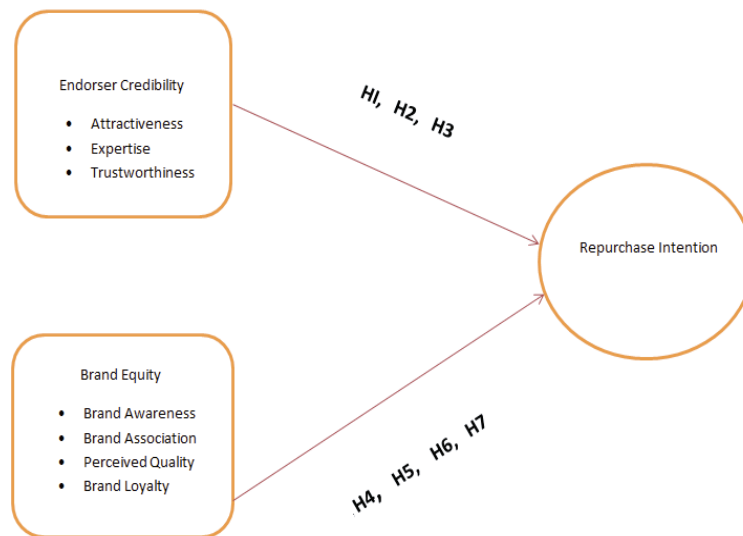 Endorser Credibility
• Attractiveness
• Expertise
• Trustworthiness
HI, H2, H3
Repurchase Intention
Brand Equity
• Brand Awareness
• Brand Association
• Perceived Quality
• Brand Loyalty
H4, H5, H6, H7